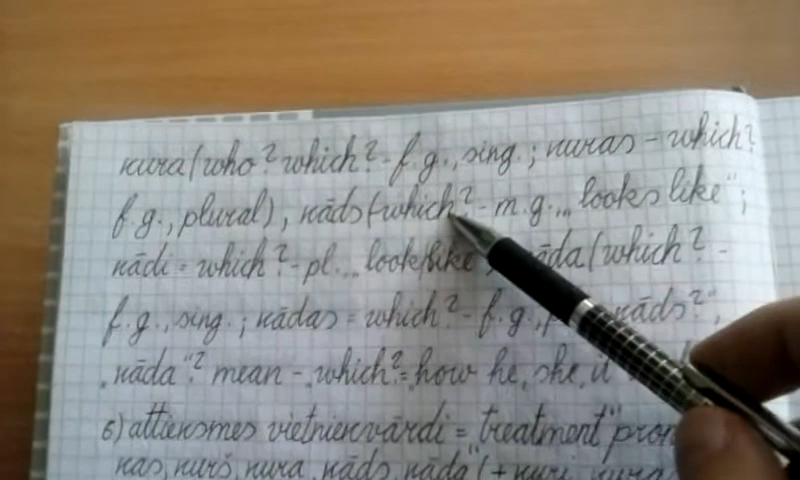 kura (who? which? - f.g., sing.; kuras - which?
f.g., plural), kāds (which? - m.g. „looks like";
kādi = which? - pl. „look like", kāda (which? -
f.g., sing.; kādas = which? - f.g., kāds?",
„kāda"? mean - „which? = how he, she, it
6) attieksmes vietniekvārdi = „treatment"
kas, kurš, kura, kāds, kāda (+ kuri, kuras